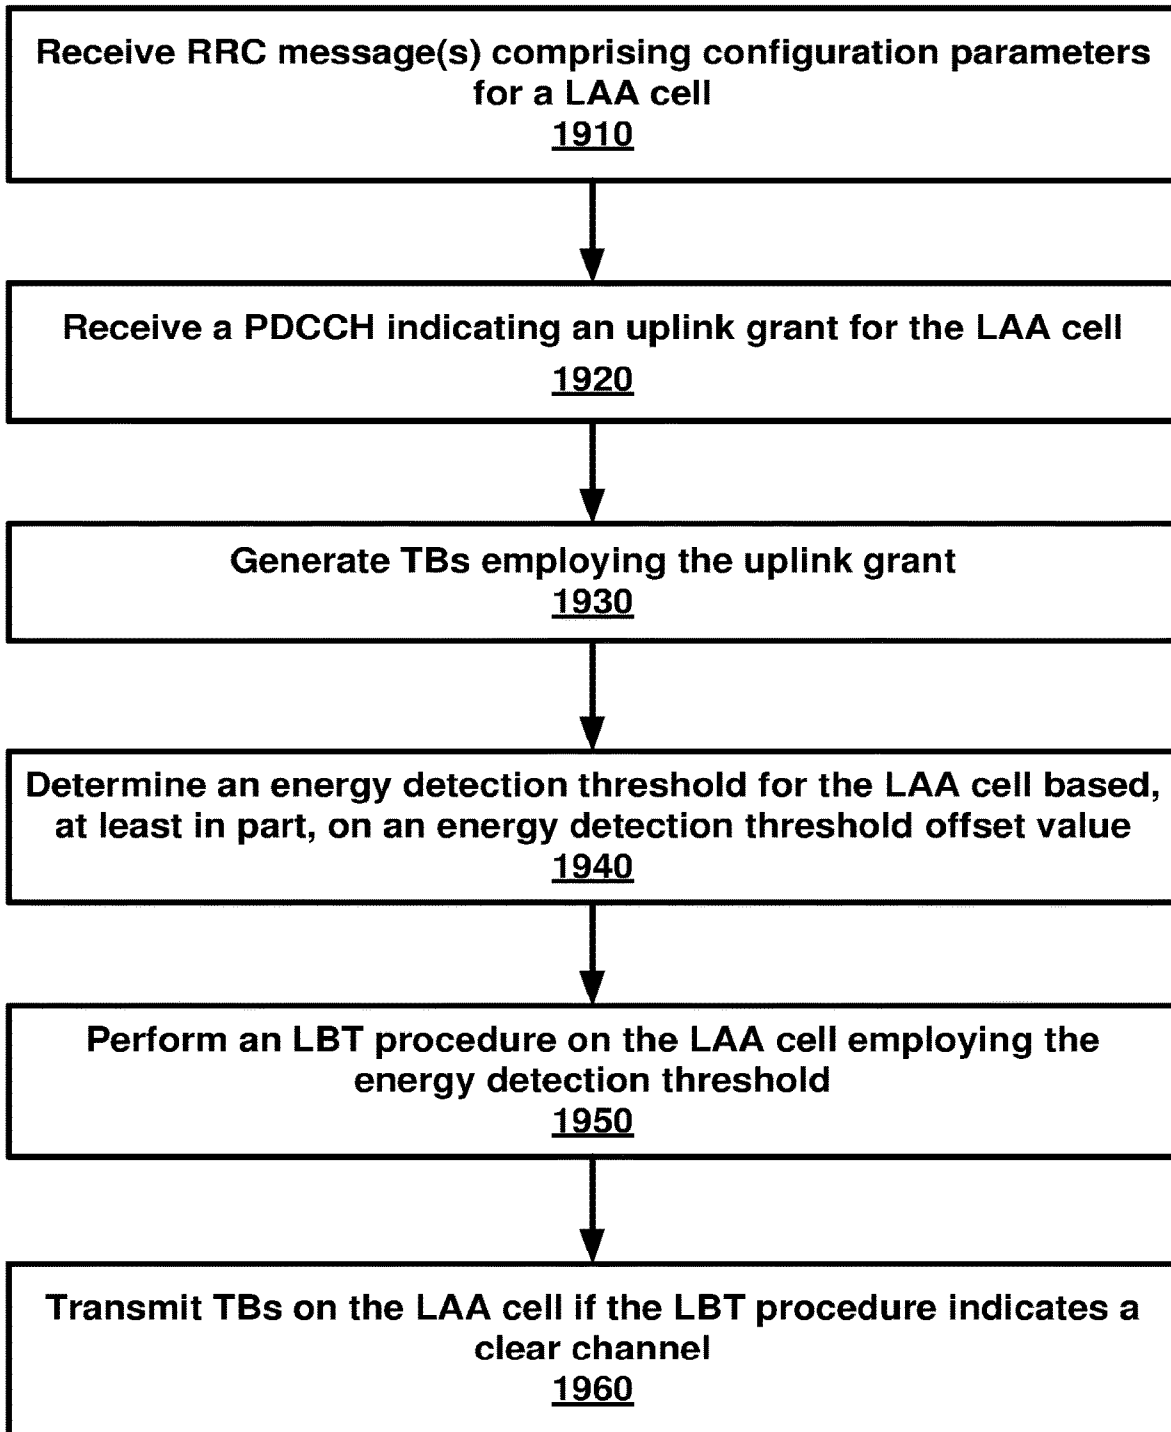 Receive RRC message(s) comprising configuration parameters
for a LAA cell
1910
Receive a PDCCH indicating an uplink grant for the LAA cell
1920
Generate TBs employing the uplink grant
1930
Determine an energy detection threshold for the LAA cell based,
at least in part, on an energy detection threshold offset value
1940
Perform an LBT procedure on the LAA cell employing the
energy detection threshold
1950
Transmit TBs on the LAA cell if the LBT procedure indicates a
clear channel
1960